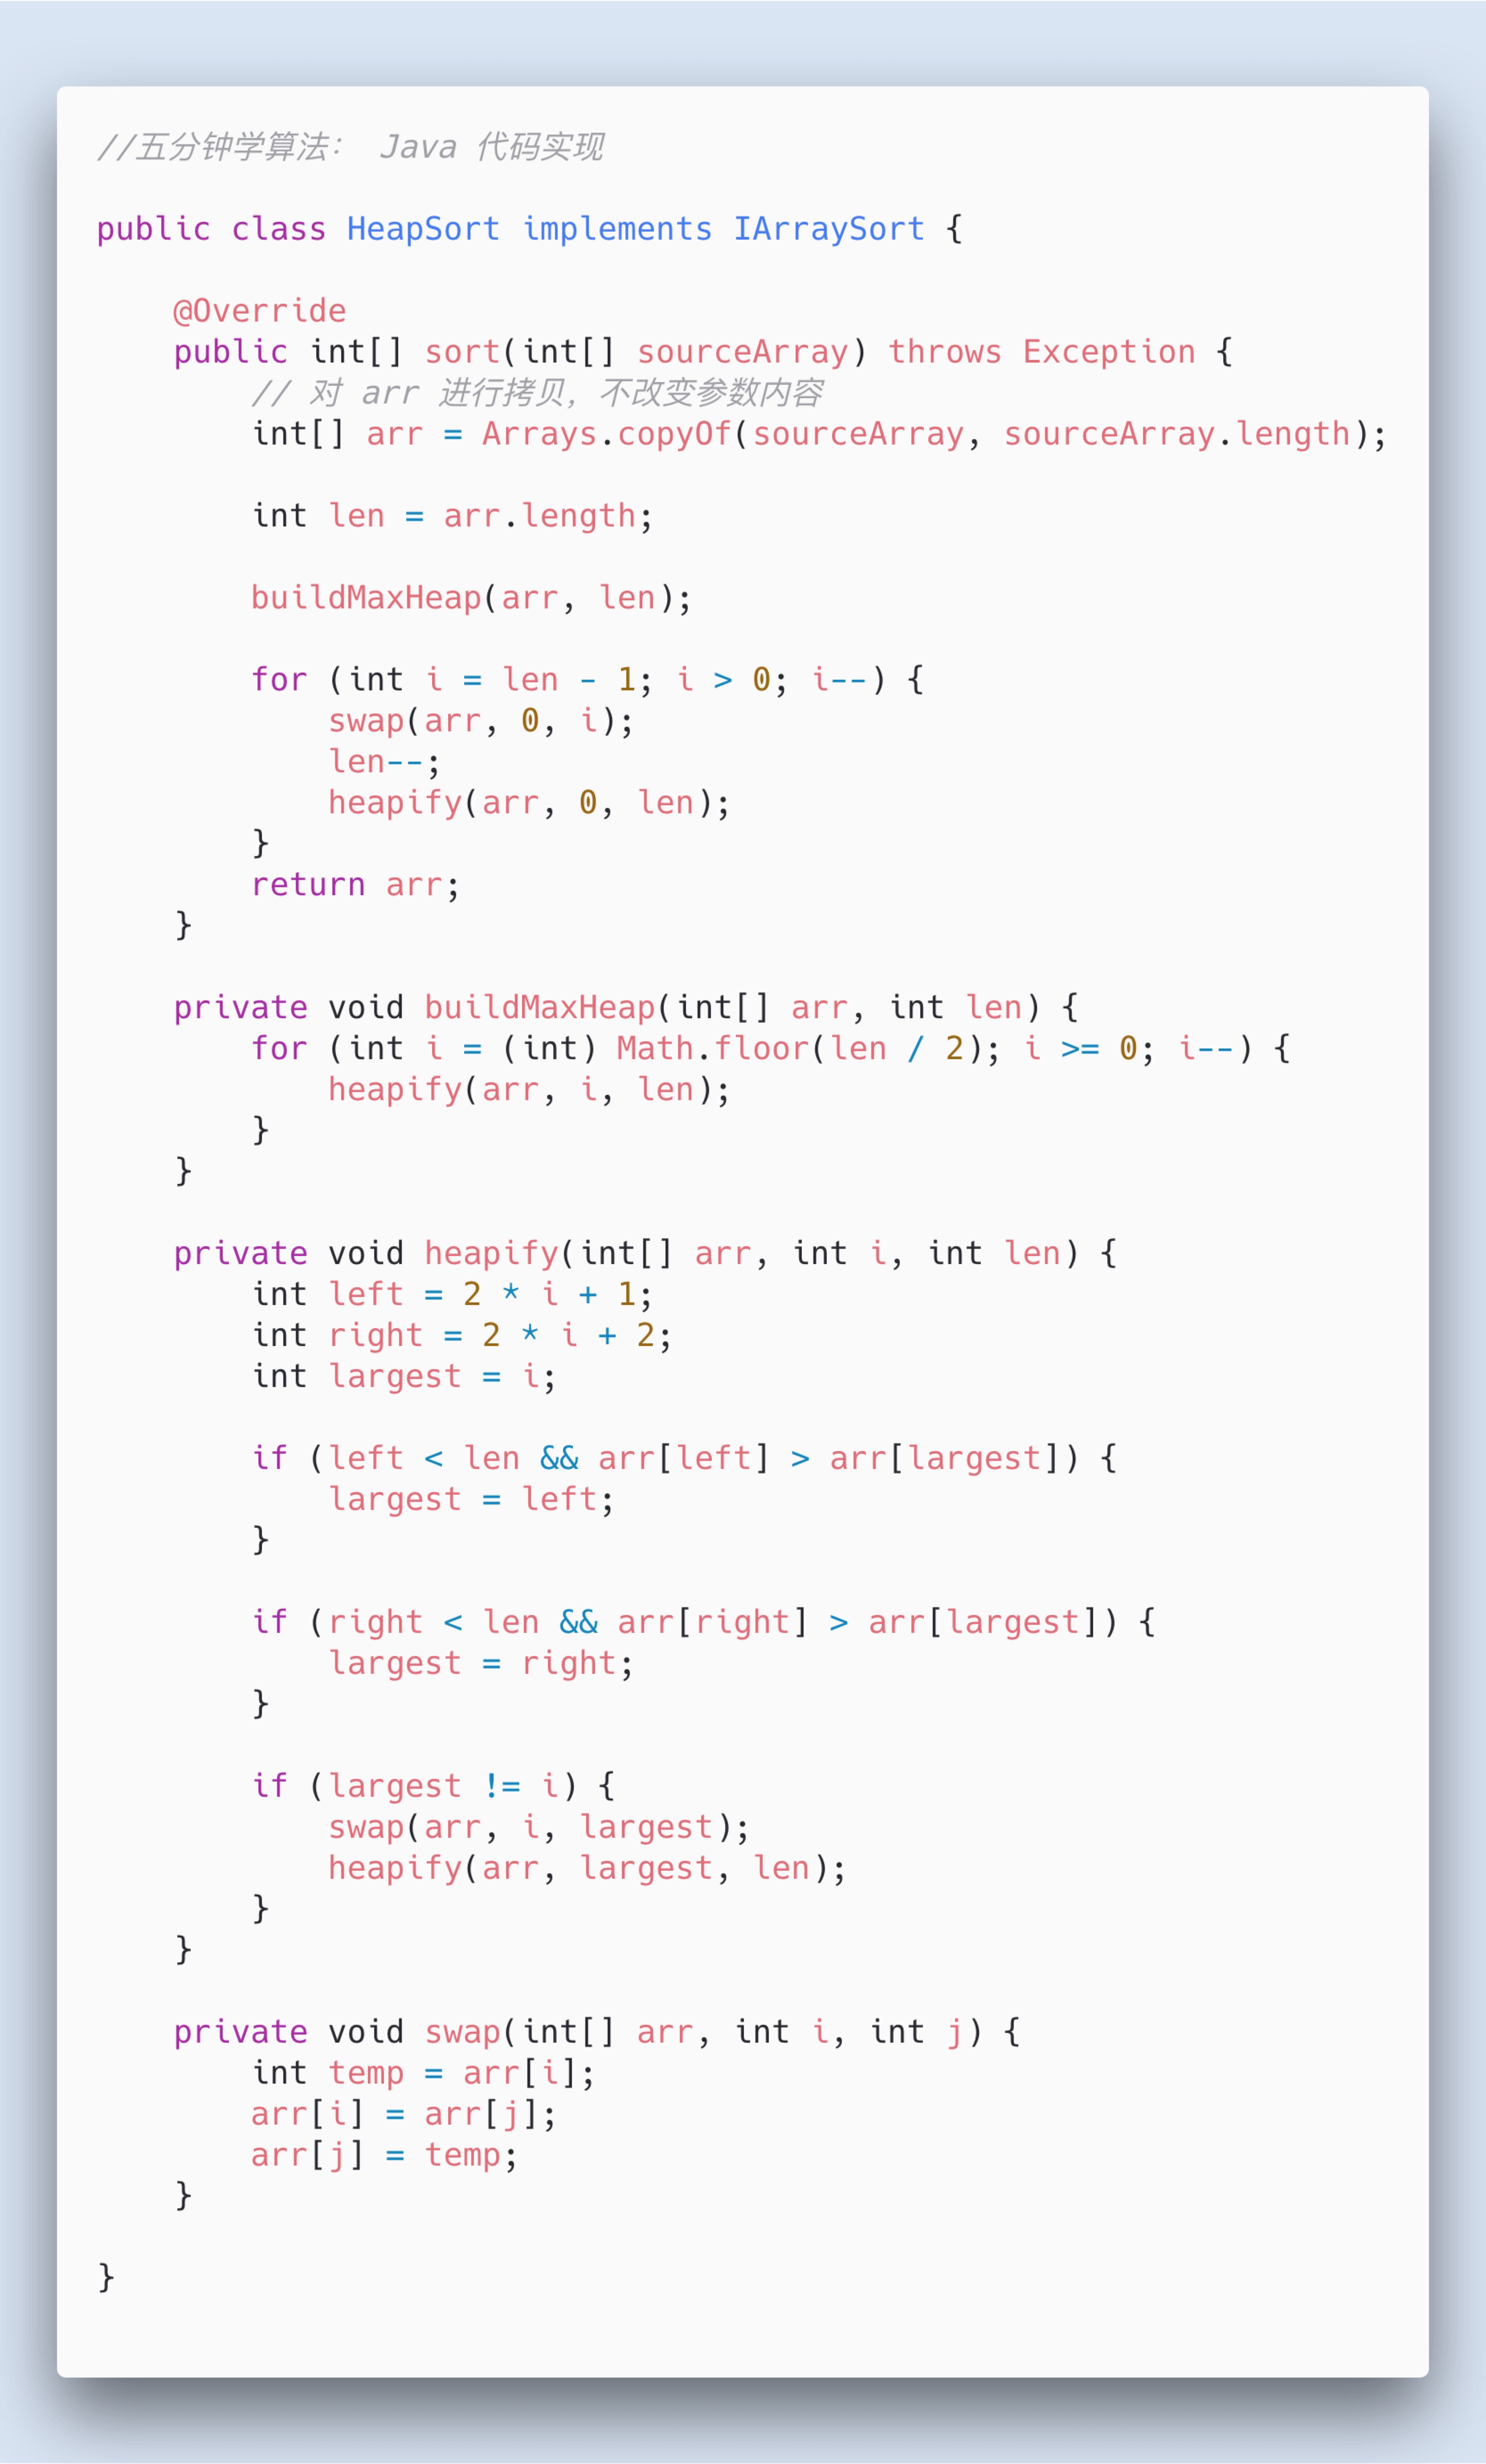 //五分钟学算法： Java 代码实现
public class HeapSort implements IArraySort {
@Override
public int[] sort(int[] sourceArray) throws Exception {
// 对 arr 进行拷贝，不改变参数内容
int[] arr = Arrays.copyOf(sourceArray, sourceArray.length);
int len = arr.length;
buildMaxHeap(arr, len);
for (int i = len - 1; i > 0; i--) {
swap(arr, 0, i);
len--;
heapify(arr, 0, len);
}
return arr;
}
private void buildMaxHeap(int[] arr, int len) {
for (int i = (int) Math.floor(len / 2); i >= 0; i--) {
heapify(arr, i, len);
}
}
private void heapify(int[] arr, int i, int len) {
int left = 2 * i + 1;
int right = 2 * i + 2;
int largest = i;
if (left < len && arr[left] > arr[largest]) {
largest = left;
}
if (right < len && arr[right] > arr[largest]) {
largest = right;
}
if (largest != i) {
swap(arr, i, largest);
heapify(arr, largest, len);
}
}
private void swap(int[] arr, int i, int j) {
int temp = arr[i];
arr[i] = arr[j];
arr[j] = temp;
}
}